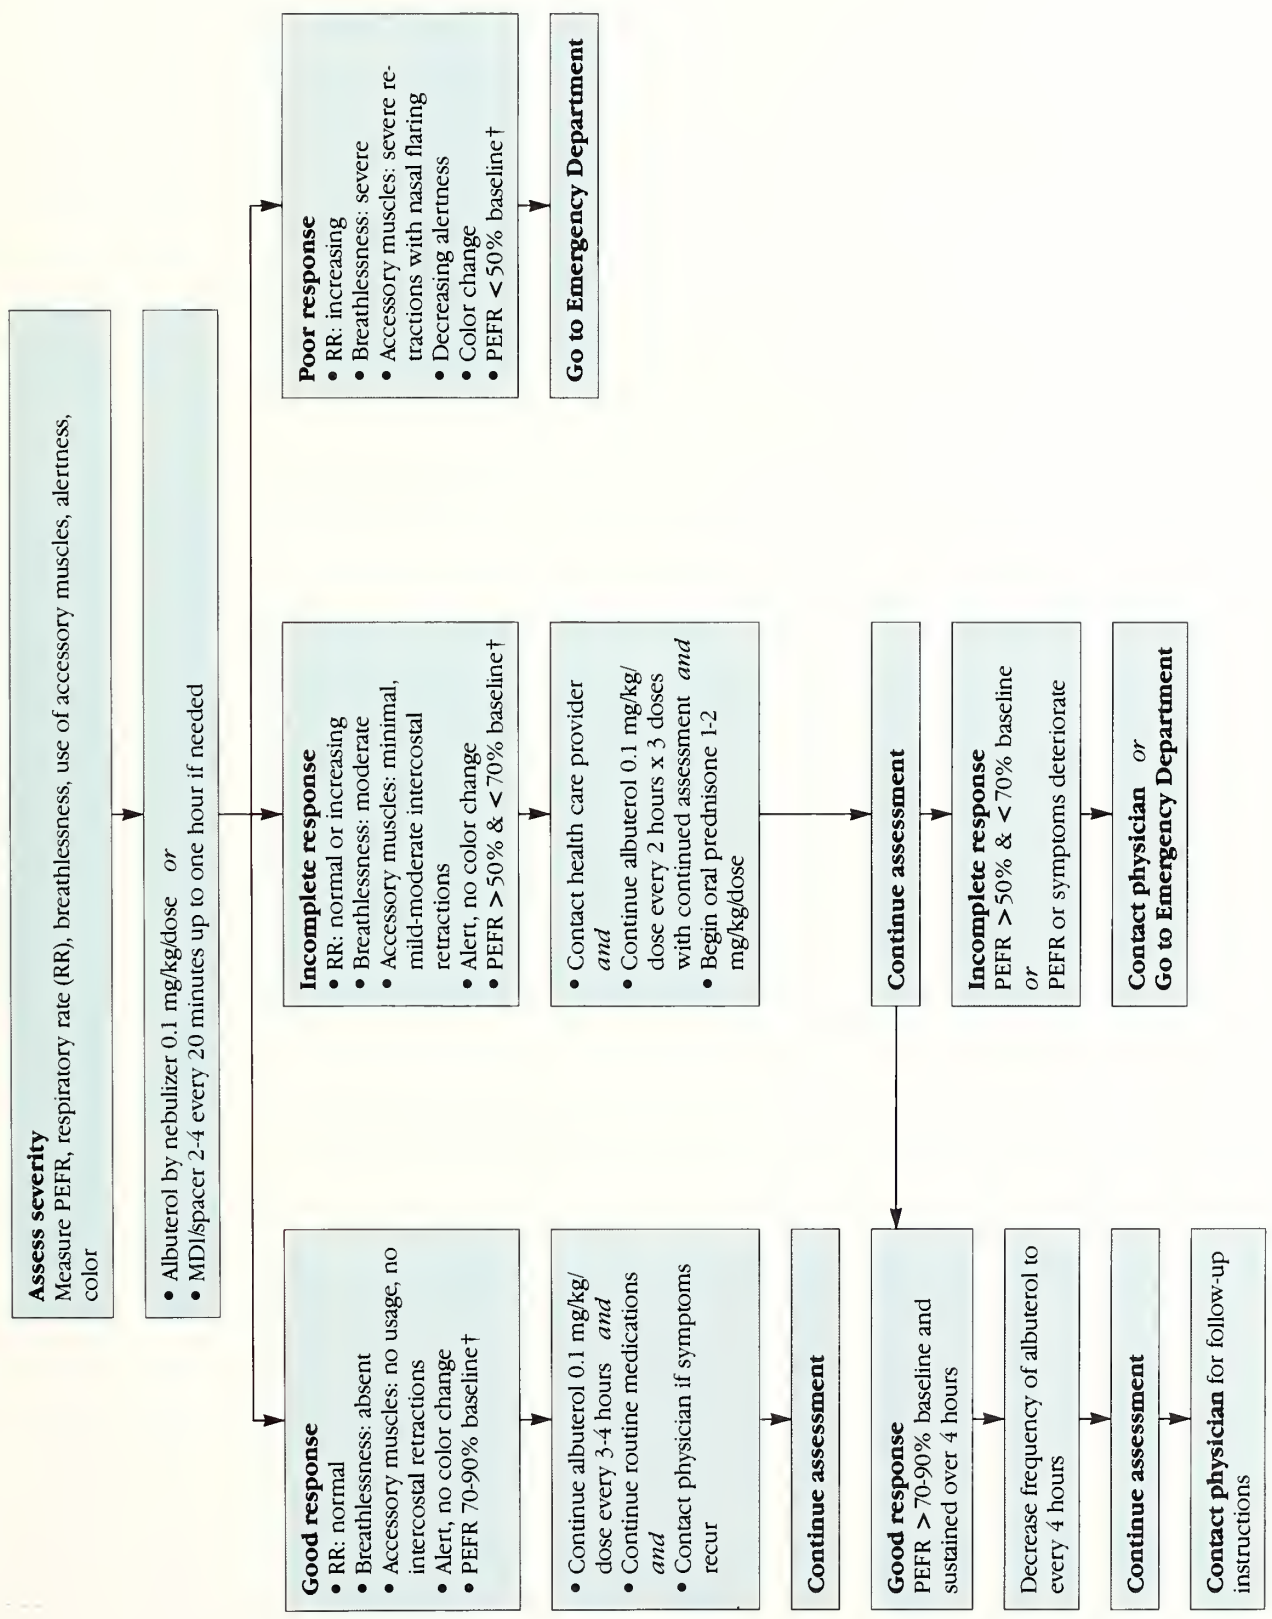 Assess severity
Measure PEFR, respiratory rate (RR), breathlessness, use of accessory muscles, alertness,
color
• Albuterol by nebulizer 0.1 mg/kg/dose or
• MDI/spacer 2-4 every 20 minutes up to one hour if needed
Good response
• RR: normal
• Breathlessness: absent
• Accessory muscles: no usage, no
intercostal retractions
• Alert, no color change
• PEFR 70-90% baseline†
• Continue albuterol 0.1 mg/kg/
dose every 3-4 hours and
• Continue routine medications
and
• Contact physician if symptoms
recur
Continue assessment
Good response
PEFR > 70-90% baseline and
sustained over 4 hours
Decrease frequency of albuterol to
every 4 hours
Continue assessment
Contact physician for follow-up
instructions
Incomplete response
• RR: normal or increasing
• Breathlessness: moderate
• Accessory muscles: minimal,
mild-moderate intercostal
retractions
• Alert, no color change
• PEFR > 50% & < 70% baseline†
• Contact health care provider
and
• Continue albuterol 0.1 mg/kg/
dose every 2 hours x 3 doses
with continued assessment and
• Begin oral prednisone 1-2
mg/kg/dose
Continue assessment
Incomplete response
PEFR > 50% & < 70% baseline
or
PEFR or symptoms deteriorate
Contact physician or
Go to Emergency Department
Poor response
• RR: increasing
• Breathlessness: severe
• Accessory muscles: severe re-
tractions with nasal flaring
• Decreasing alertness
• Color change
• PEFR < 50% baseline†
Go to Emergency Department